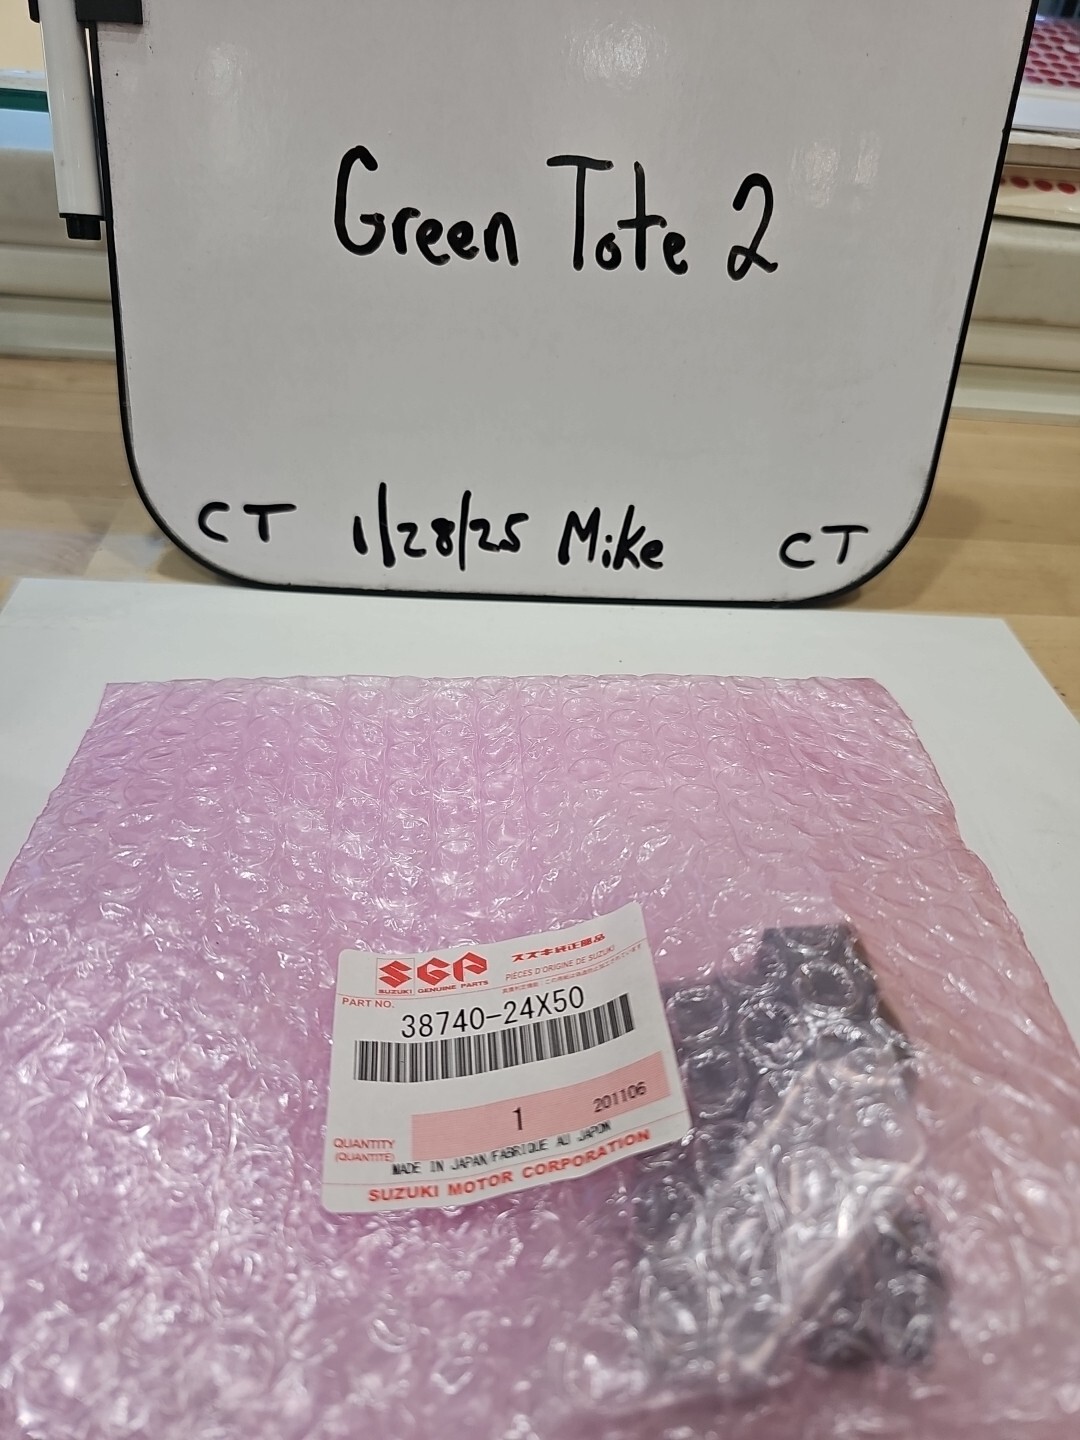 Green Tote 2
CT 1/28/25 Mike CT
SGP
SUZUKI GENUINE PARTS
スズキ純正部品
PIÈCES D'ORIGINE DE SUZUKI
PART NO.
38740-24X50
1
201106
QUANTITY
(QUANTITE)
MADE IN JAPAN/FABRIQUE AU JAPON
SUZUKI MOTOR CORPORATION